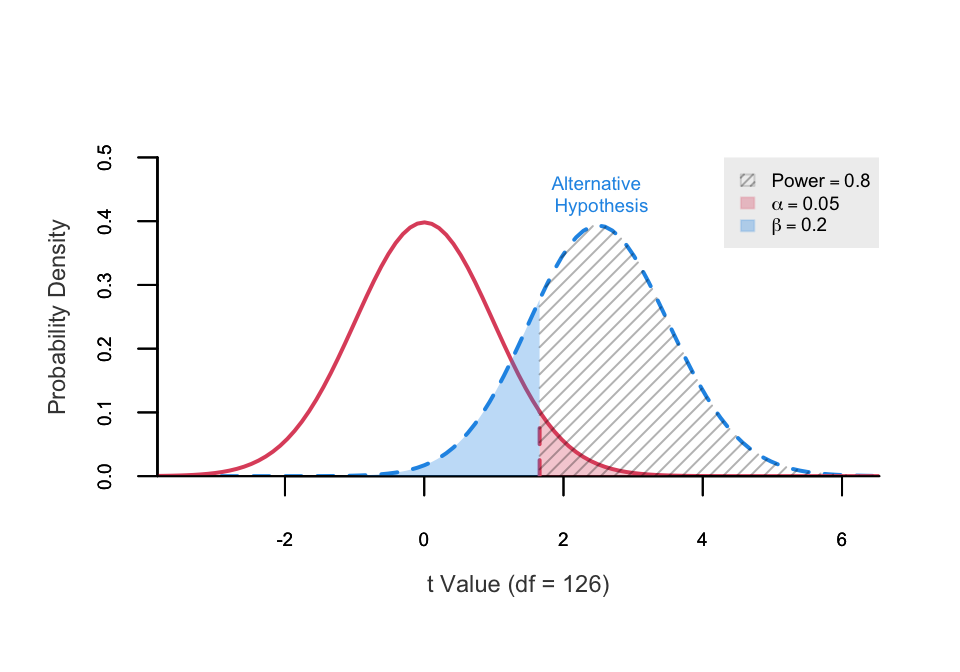 Alternative
Hypothesis
Power = 0.8
α = 0.05
β = 0.2
Probability Density
0.5
0.4
0.3
0.2
0.1
0.0
-2 0 2 4 6
t Value (df = 126)